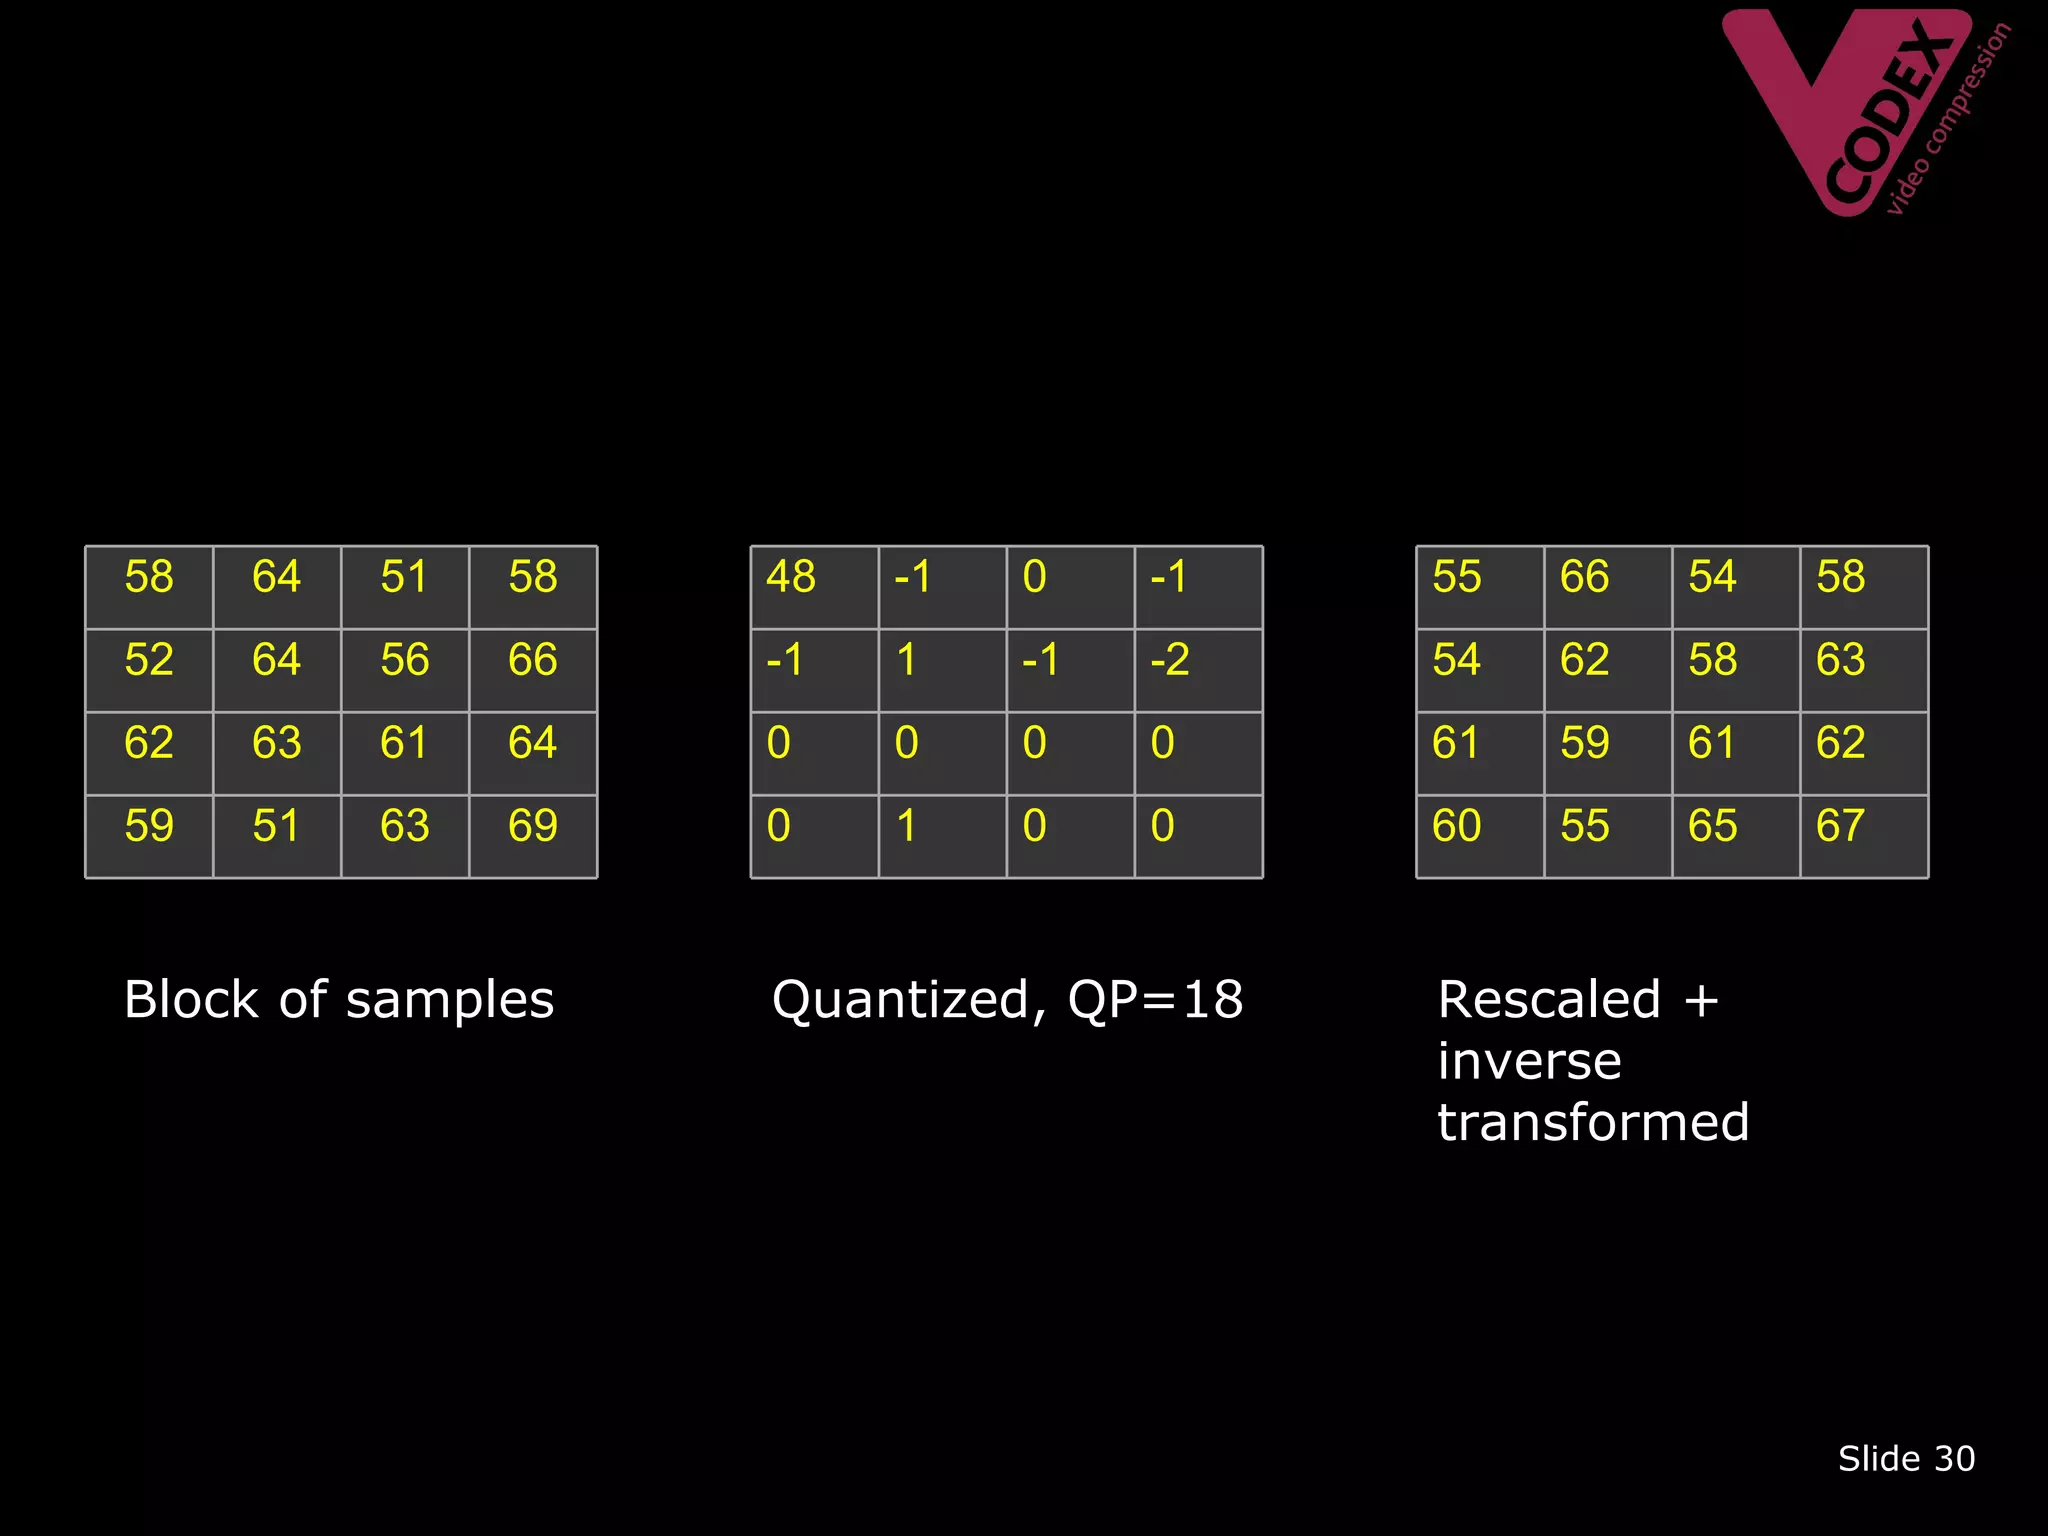 CODEX
video compression
58 64 51 58
52 64 56 66
62 63 61 64
59 51 63 69
48 -1 0 -1
-1 1 -1 -2
0 0 0 0
0 1 0 0
55 66 54 58
54 62 58 63
61 59 61 62
60 55 65 67
Block of samples
Quantized, QP=18
Rescaled +
inverse
transformed
Slide 30